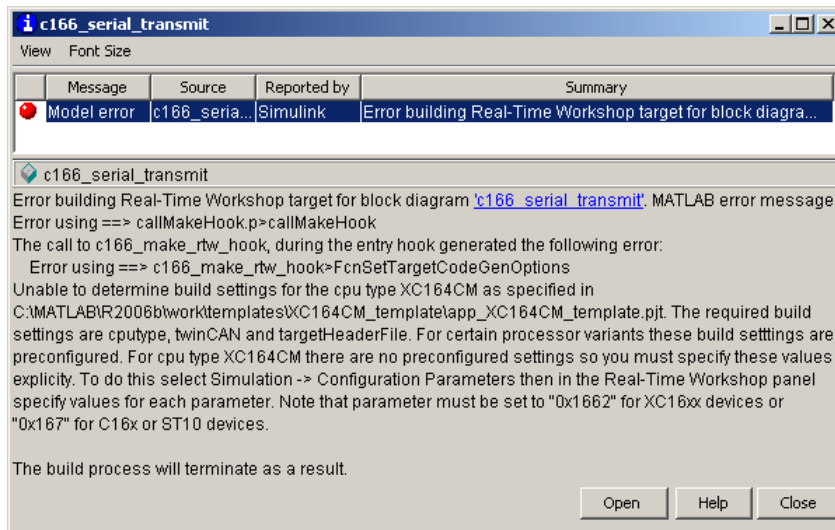 c166_serial_transmit
View Font Size
Message Source Reported by Summary
Model error c166_seria... Simulink Error building Real-Time Workshop target for block diagra...
c166_serial_transmit
Error building Real-Time Workshop target for block diagram 'c166_serial_transmit'. MATLAB error message
Error using ==> callMakeHook.p>callMakeHook
The call to c166_make_rtw_hook, during the entry hook generated the following error:
Error using ==> c166_make_rtw_hook>FcnSetTargetCodeGenOptions
Unable to determine build settings for the cpu type XC164CM as specified in
C:\MATLAB\R2006b\work\templates\XC164CM_template\app_XC164CM_template.pjt. The required build
settings are cputype, twinCAN and targetHeaderFile. For certain processor variants these build setttings are
preconfigured. For cpu type XC164CM there are no preconfigured settings so you must specify these values
explicity. To do this select Simulation -> Configuration Parameters then in the Real-Time Workshop panel
specify values for each parameter. Note that parameter must be set to "0x1662" for XC16xx devices or
"0x167" for C16x or ST10 devices.
The build process will terminate as a result.
Open Help Close